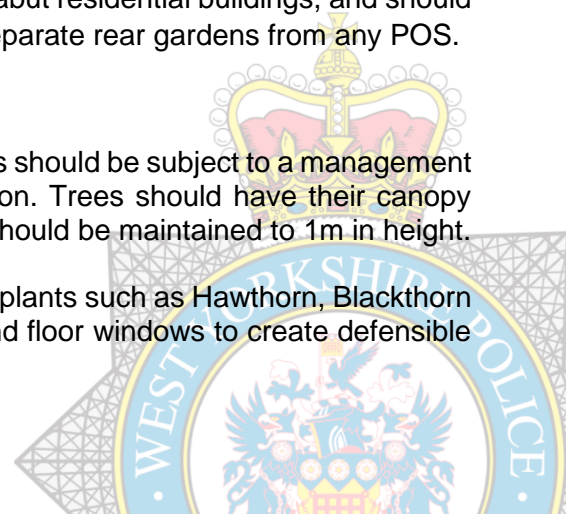 abut residential buildings, and should
eparate rear gardens from any POS.
s should be subject to a management
on. Trees should have their canopy
hould be maintained to 1m in height.
plants such as Hawthorn, Blackthorn
nd floor windows to create defensible
WEST YORKSHIRE POLICE